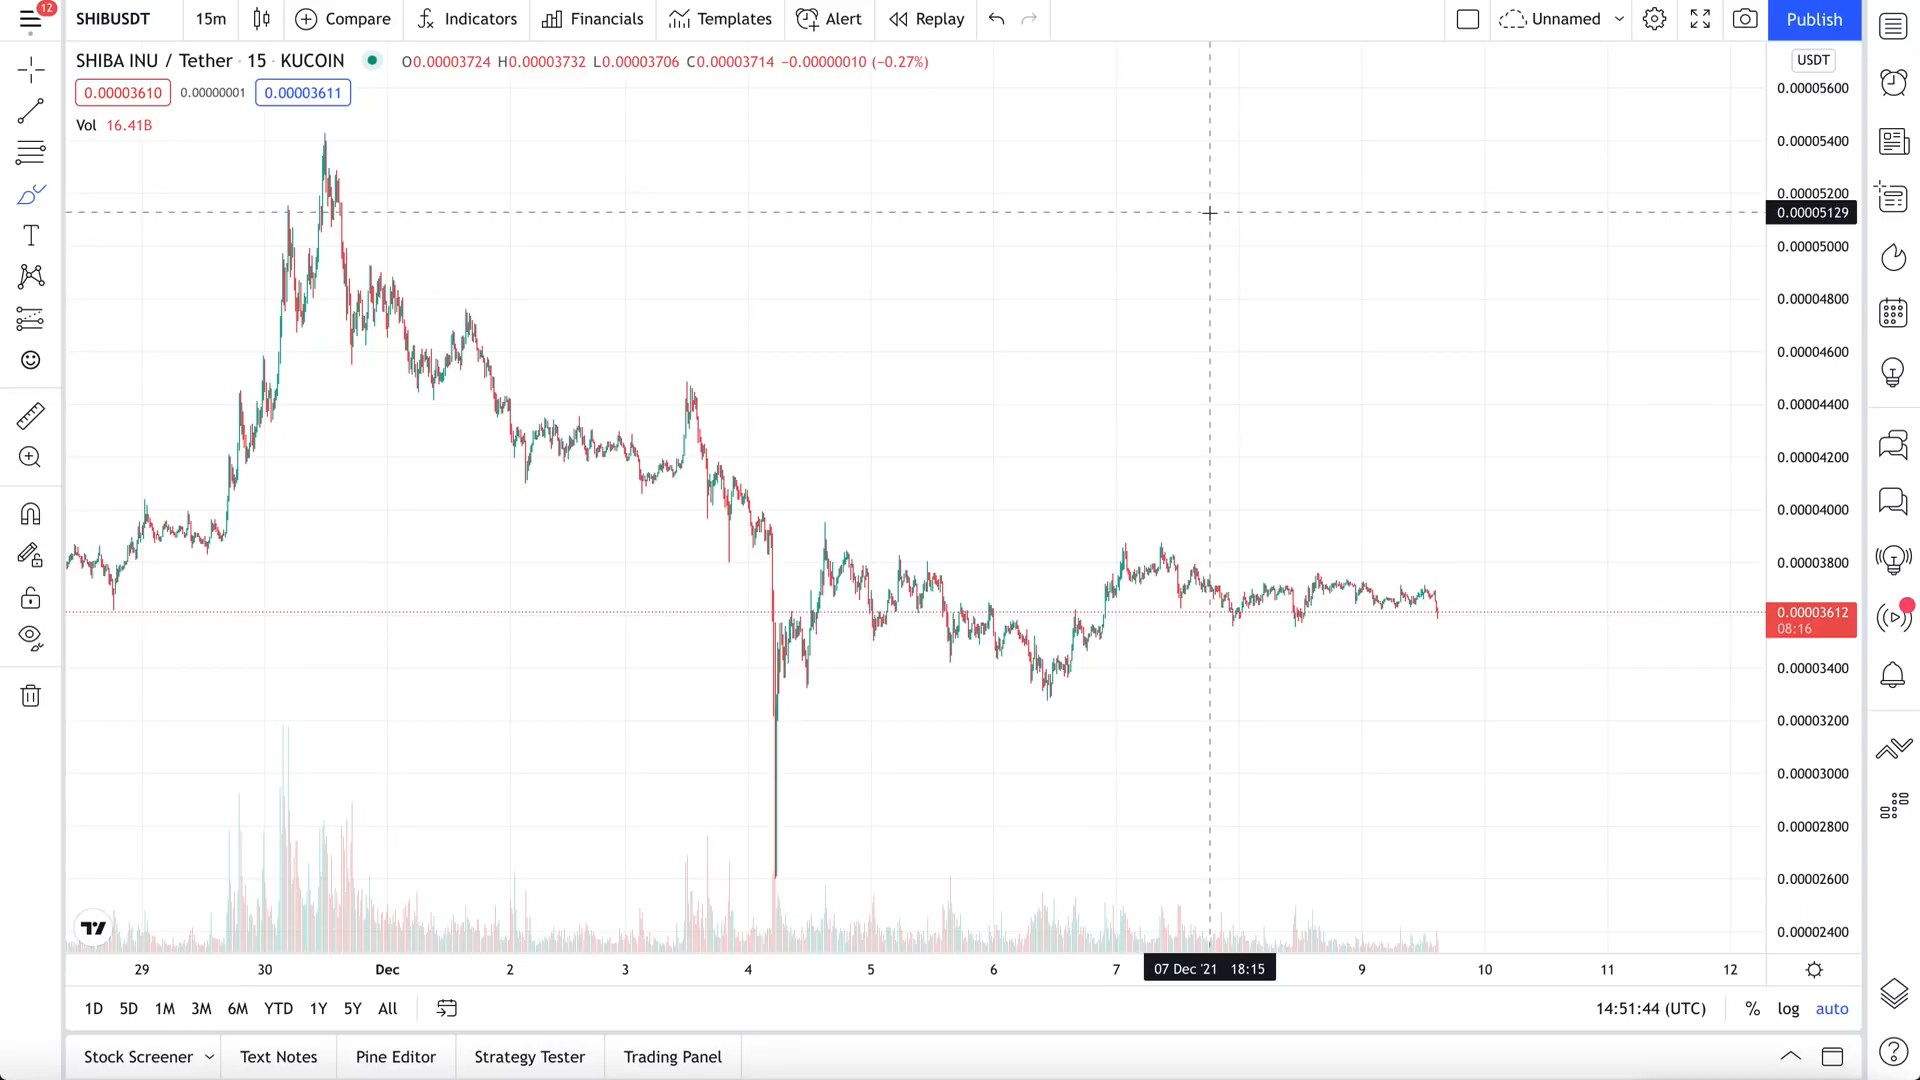 12
SHIBUSDT 15m Compare Indicators Financials Templates Alert Replay Unnamed Publish
SHIBA INU / Tether · 15 · KUCOIN O0.00003724 H0.00003732 L0.00003706 C0.00003714 −0.00000010 (−0.27%)
USDT
0.00003610 0.00000001 0.00003611
Vol 16.41B
0.00005600
0.00005400
0.00005200
0.00005129
0.00005000
0.00004800
0.00004600
0.00004400
0.00004200
0.00004000
0.00003800
0.00003612
08:16
0.00003400
0.00003200
0.00003000
0.00002800
0.00002600
0.00002400
29 30 Dec 2 3 4 5 6 7 07 Dec '21 18:15 9 10 11 12
1D 5D 1M 3M 6M YTD 1Y 5Y All 14:51:44 (UTC) % log auto
Stock Screener Text Notes Pine Editor Strategy Tester Trading Panel